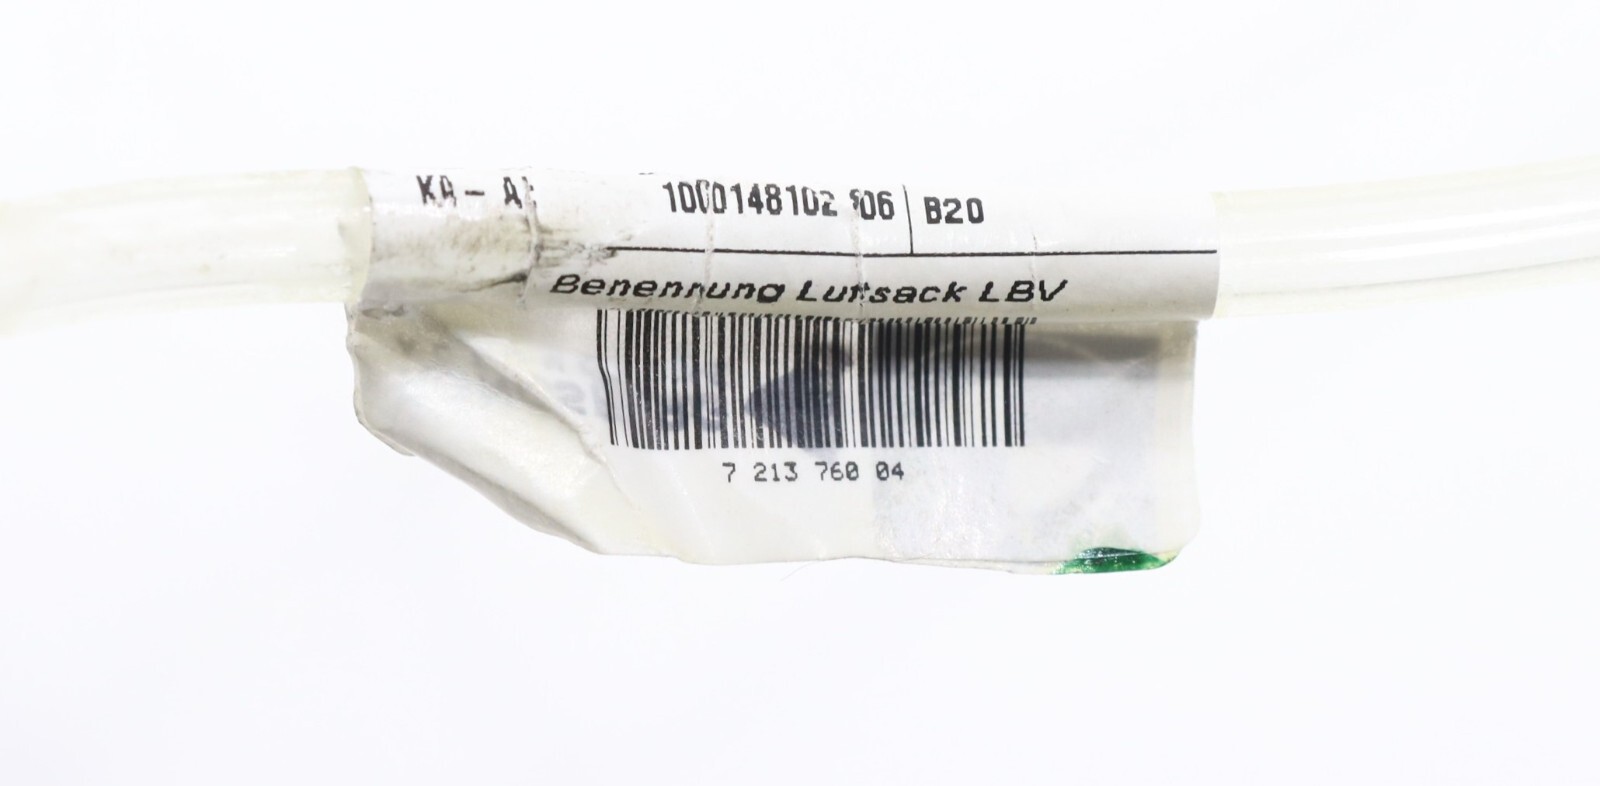 KA - 1000148102 06 B20
Benennung Luftsack LBV
7 213 760 04